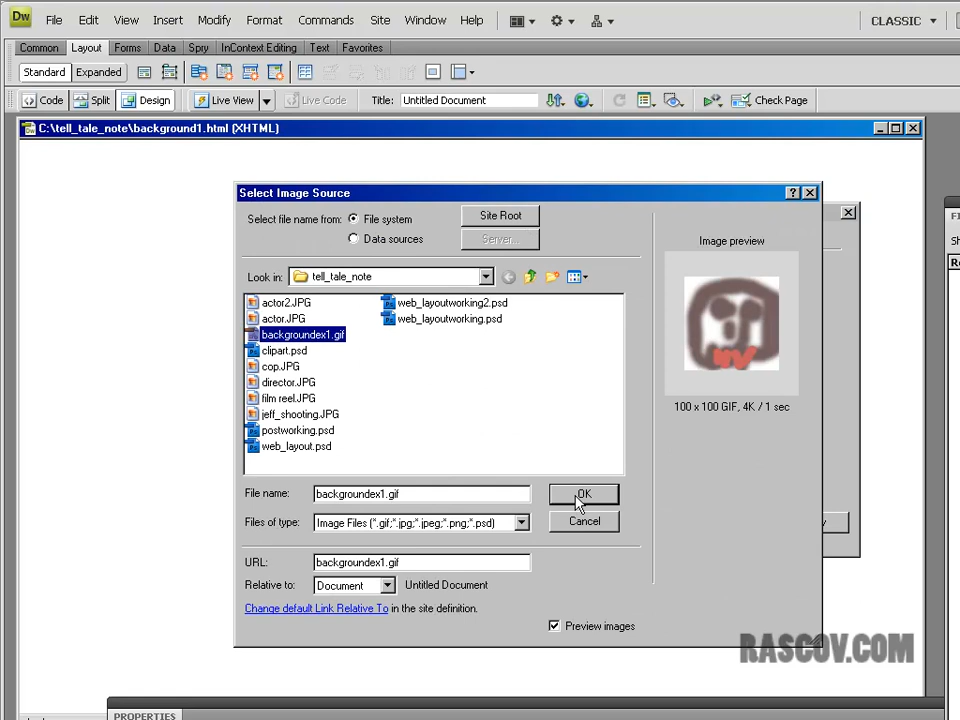 Dw File Edit View Insert Modify Format Commands Site Window Help CLASSIC
Common Layout Forms Data Spry InContext Editing Text Favorites
Standard Expanded
Code Split Design Live View Live Code Title: Untitled Document Check Page
C:\tell_tale_note\background1.html (XHTML)
Select Image Source
Select file name from: File system Site Root
Data sources Server...
Image preview
Look in: tell_tale_note
actor2.JPG web_layoutworking2.psd
actor.JPG web_layoutworking.psd
backgroundex1.gif
clipart.psd
cop.JPG
director.JPG
film reel.JPG
jeff_shooting.JPG
postworking.psd
web_layout.psd
100 x 100 GIF, 4K / 1 sec
File name: backgroundex1.gif OK
Files of type: Image Files (*.gif;*.jpg;*.jpeg;*.png;*.psd) Cancel
URL: backgroundex1.gif
Relative to: Document Untitled Document
Change default Link Relative To in the site definition.
Preview images
RASCOV.COM
PROPERTIES